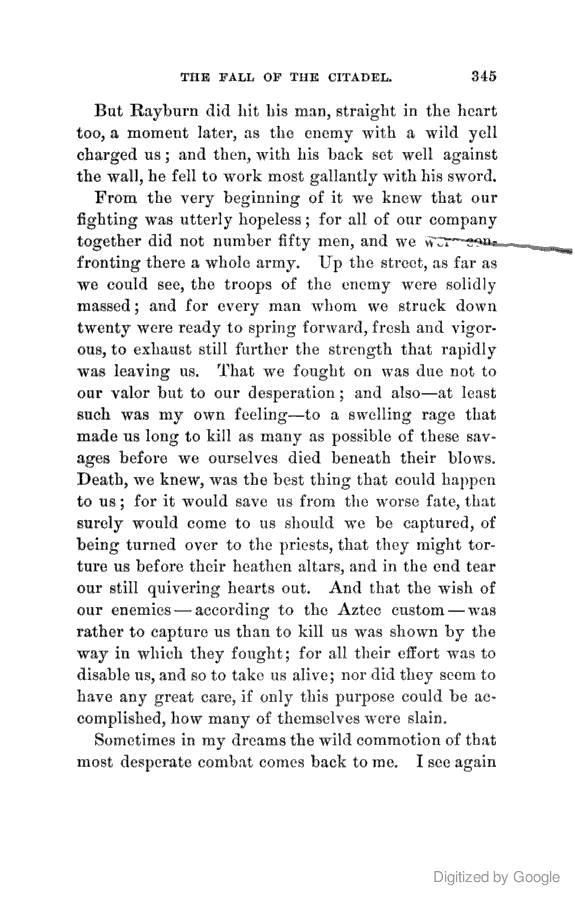 THE FALL OF THE CITADEL. 345
But Rayburn did hit his man, straight in the heart
too, a moment later, as the enemy with a wild yell
charged us; and then, with his back set well against
the wall, he fell to work most gallantly with his sword.
From the very beginning of it we knew that our
fighting was utterly hopeless; for all of our company
together did not number fifty men, and we
fronting there a whole army. Up the street, as far as
we could see, the troops of the enemy were solidly
massed; and for every man whom we struck down
twenty were ready to spring forward, fresh and vigor-
ous, to exhaust still further the strength that rapidly
was leaving us. That we fought on was due not to
our valor but to our desperation; and also—at least
such was my own feeling—to a swelling rage that
made us long to kill as many as possible of these sav-
ages before we ourselves died beneath their blows.
Death, we knew, was the best thing that could happen
to us; for it would save us from the worse fate, that
surely would come to us should we be captured, of
being turned over to the priests, that they might tor-
ture us before their heathen altars, and in the end tear
our still quivering hearts out. And that the wish of
our enemies—according to the Aztec custom—was
rather to capture us than to kill us was shown by the
way in which they fought; for all their effort was to
disable us, and so to take us alive; nor did they seem to
have any great care, if only this purpose could be ac-
complished, how many of themselves were slain.
Sometimes in my dreams the wild commotion of that
most desperate combat comes back to me. I see again
Digitized by Google